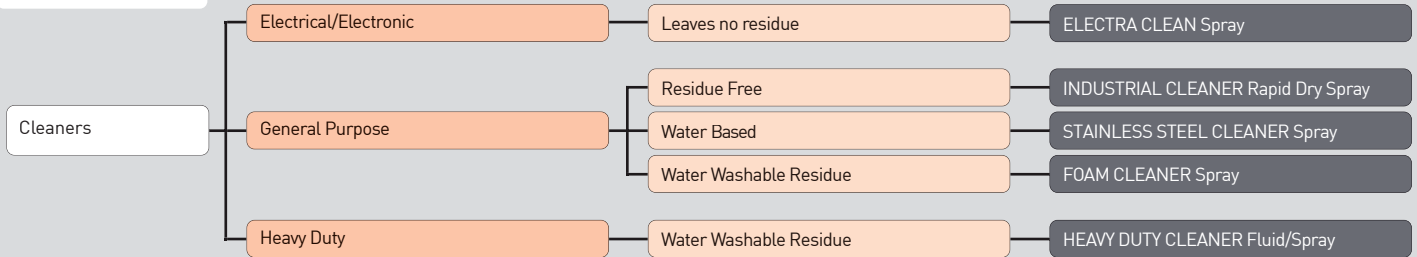 Electrical/Electronic
Leaves no residue
ELECTRA CLEAN Spray
Residue Free
INDUSTRIAL CLEANER Rapid Dry Spray
Cleaners
General Purpose
Water Based
STAINLESS STEEL CLEANER Spray
Water Washable Residue
FOAM CLEANER Spray
Heavy Duty
Water Washable Residue
HEAVY DUTY CLEANER Fluid/Spray